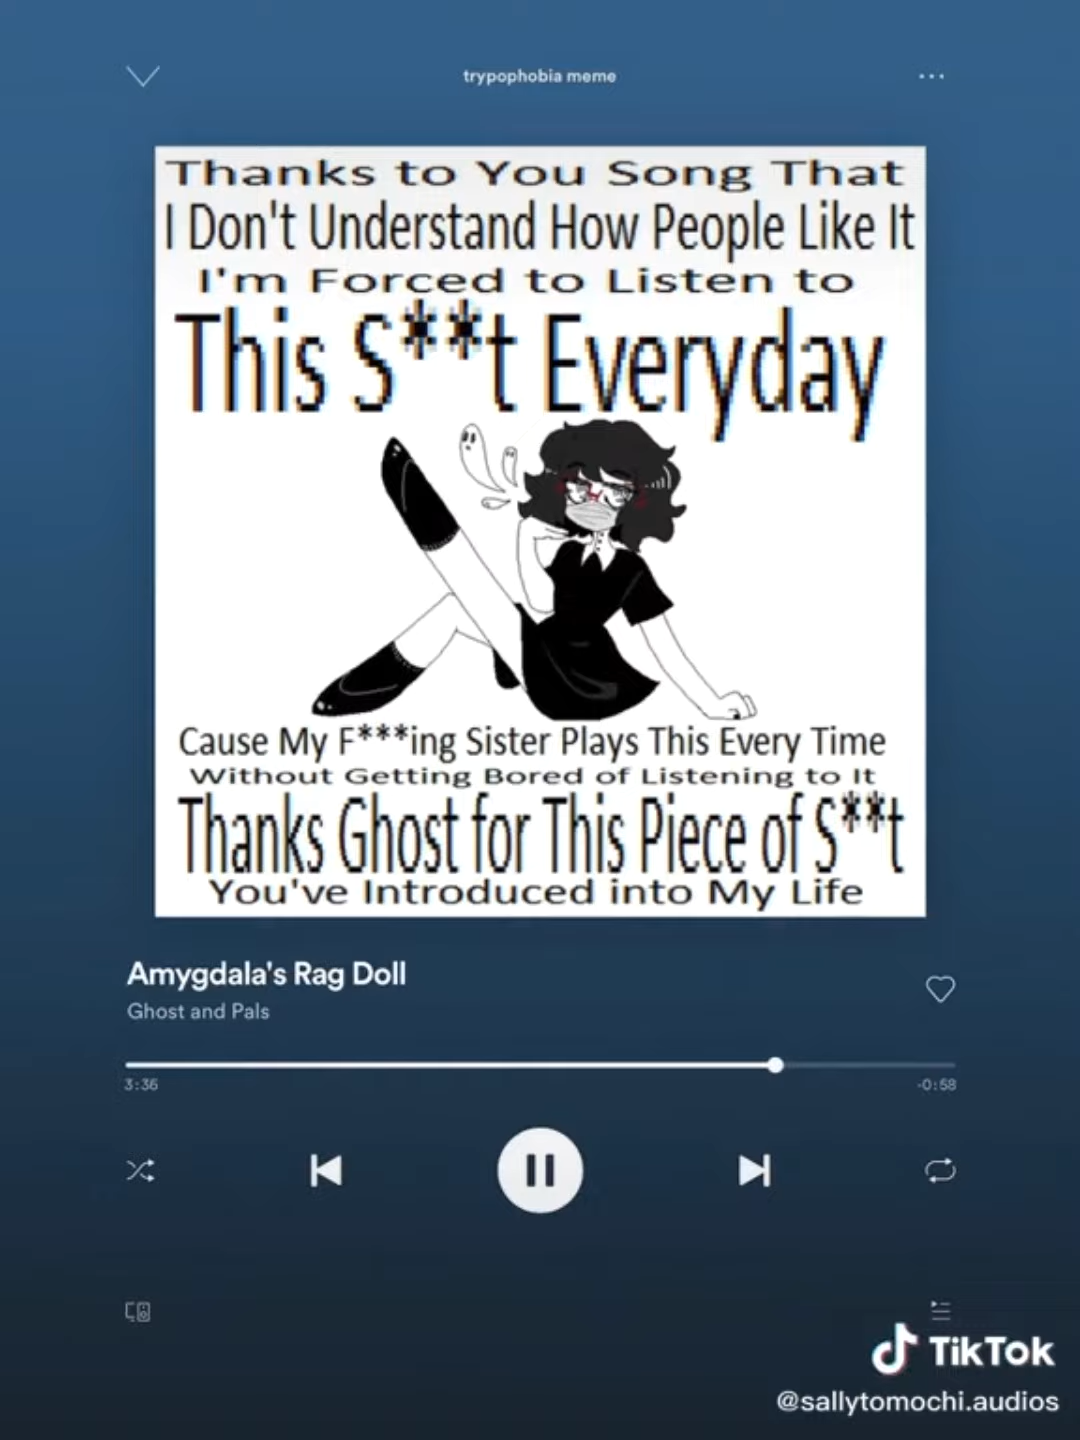 trypophobia meme
Thanks to You Song That
I Don't Understand How People Like It
I'm Forced to Listen to
This S**t Everyday
Cause My F***ing Sister Plays This Every Time
Without Getting Bored of Listening to It
Thanks Ghost for This Piece of S**t
You've Introduced into My Life
Amygdala's Rag Doll
Ghost and Pals
3:36
-0:58
TikTok
@sallytomochi.audios